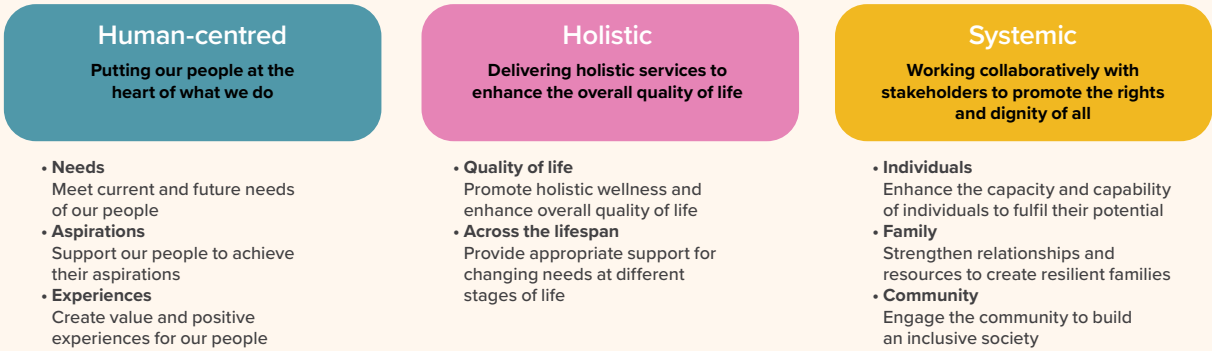 Human-centred
Putting our people at the
heart of what we do
• Needs
Meet current and future needs
of our people
• Aspirations
Support our people to achieve
their aspirations
• Experiences
Create value and positive
experiences for our people
Holistic
Delivering holistic services to
enhance the overall quality of life
• Quality of life
Promote holistic wellness and
enhance overall quality of life
• Across the lifespan
Provide appropriate support for
changing needs at different
stages of life
Systemic
Working collaboratively with
stakeholders to promote the rights
and dignity of all
• Individuals
Enhance the capacity and capability
of individuals to fulfil their potential
• Family
Strengthen relationships and
resources to create resilient families
• Community
Engage the community to build
an inclusive society